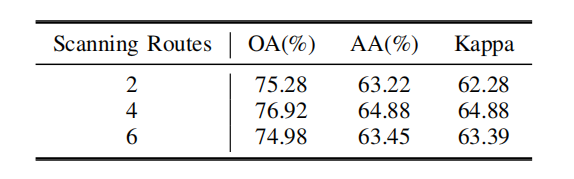 Scanning Routes OA(%) AA(%) Kappa
2 75.28 63.22 62.28
4 76.92 64.88 64.88
6 74.98 63.45 63.39